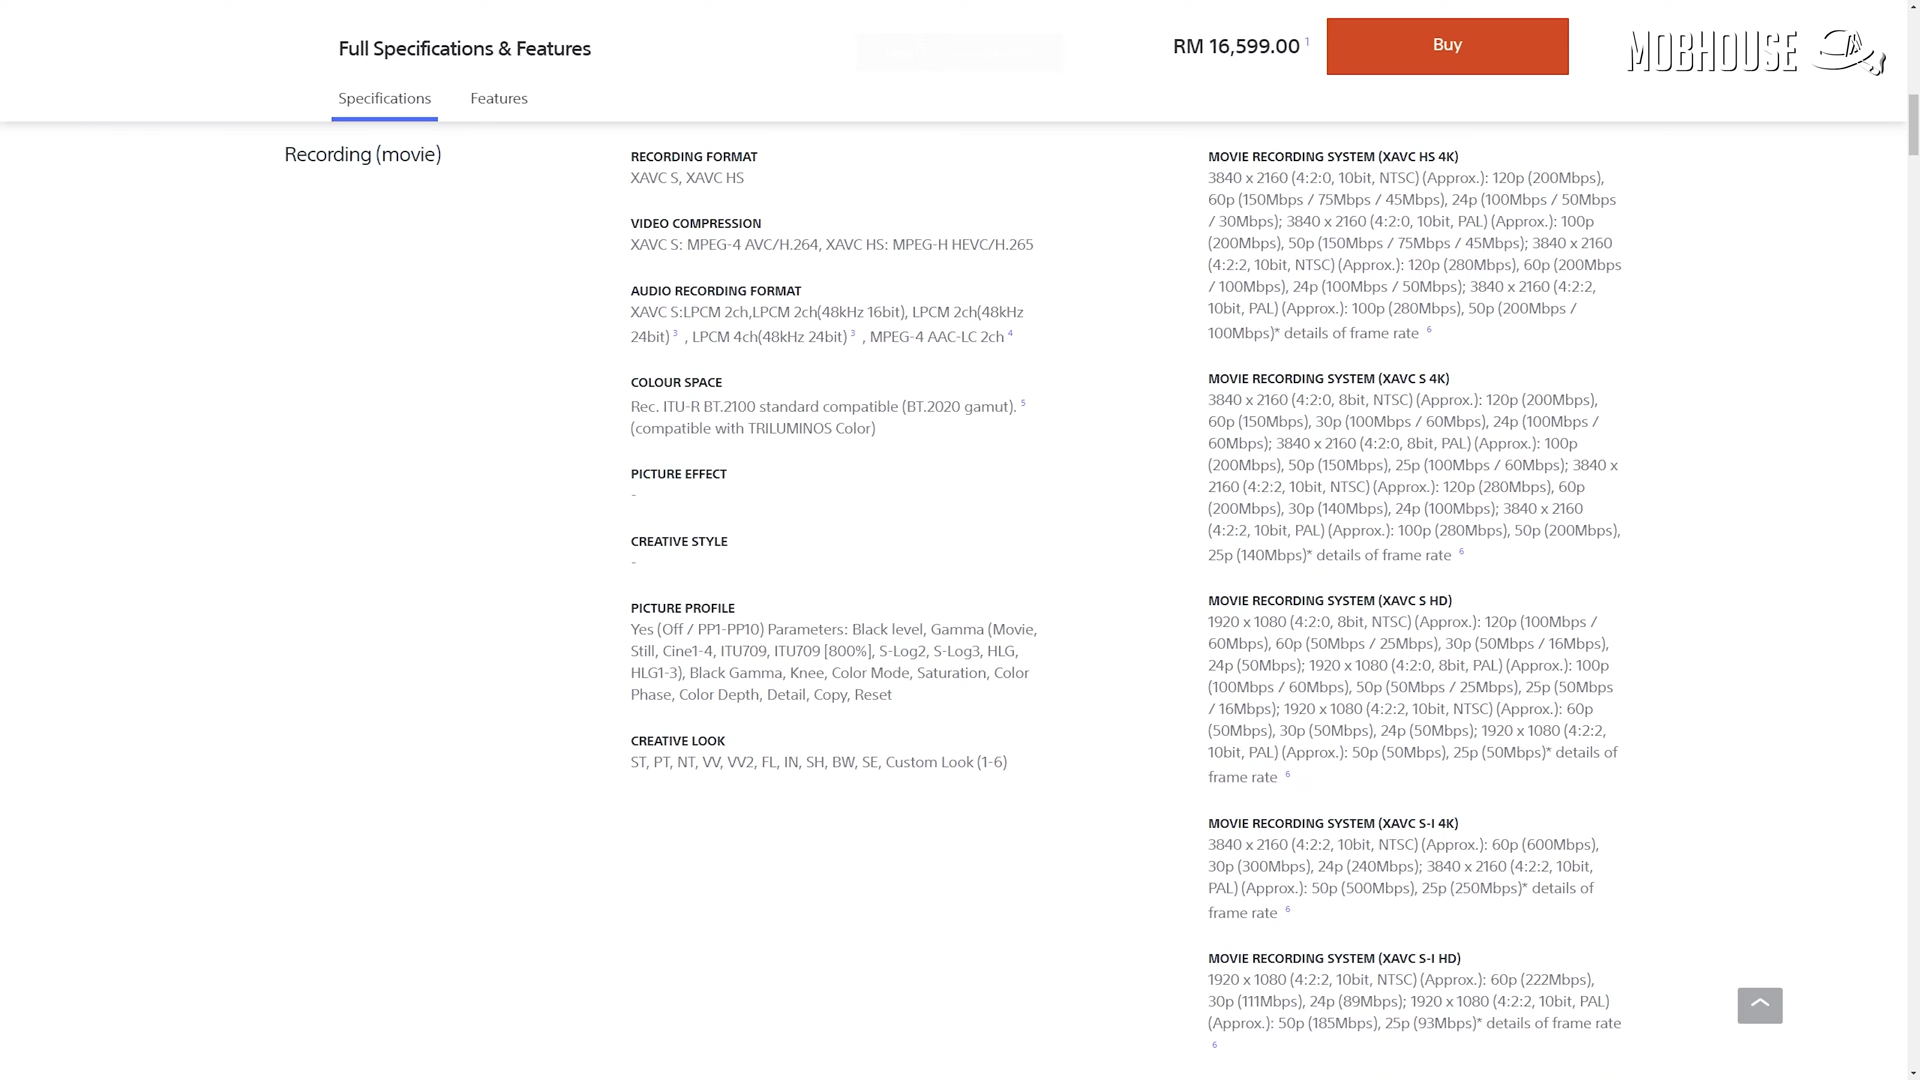 Full Specifications & Features
RM 16,599.00 1
Buy
MOBHOUSE
Specifications
Features
Recording (movie)
RECORDING FORMAT
XAVC S, XAVC HS
VIDEO COMPRESSION
XAVC S: MPEG-4 AVC/H.264, XAVC HS: MPEG-H HEVC/H.265
AUDIO RECORDING FORMAT
XAVC S:LPCM 2ch,LPCM 2ch(48kHz 16bit), LPCM 2ch(48kHz
24bit) 3 , LPCM 4ch(48kHz 24bit) 3 , MPEG-4 AAC-LC 2ch 4
COLOUR SPACE
Rec. ITU-R BT.2100 standard compatible (BT.2020 gamut). 5
(compatible with TRILUMINOS Color)
PICTURE EFFECT
-
CREATIVE STYLE
-
PICTURE PROFILE
Yes (Off / PP1-PP10) Parameters: Black level, Gamma (Movie,
Still, Cine1-4, ITU709, ITU709 [800%], S-Log2, S-Log3, HLG,
HLG1-3), Black Gamma, Knee, Color Mode, Saturation, Color
Phase, Color Depth, Detail, Copy, Reset
CREATIVE LOOK
ST, PT, NT, VV, VV2, FL, IN, SH, BW, SE, Custom Look (1-6)
MOVIE RECORDING SYSTEM (XAVC HS 4K)
3840 x 2160 (4:2:0, 10bit, NTSC) (Approx.): 120p (200Mbps),
60p (150Mbps / 75Mbps / 45Mbps), 24p (100Mbps / 50Mbps
/ 30Mbps); 3840 x 2160 (4:2:0, 10bit, PAL) (Approx.): 100p
(200Mbps), 50p (150Mbps / 75Mbps / 45Mbps); 3840 x 2160
(4:2:2, 10bit, NTSC) (Approx.): 120p (280Mbps), 60p (200Mbps
/ 100Mbps), 24p (100Mbps / 50Mbps); 3840 x 2160 (4:2:2,
10bit, PAL) (Approx.): 100p (280Mbps), 50p (200Mbps /
100Mbps)* details of frame rate 6
MOVIE RECORDING SYSTEM (XAVC S 4K)
3840 x 2160 (4:2:0, 8bit, NTSC) (Approx.): 120p (200Mbps),
60p (150Mbps), 30p (100Mbps / 60Mbps), 24p (100Mbps /
60Mbps); 3840 x 2160 (4:2:0, 8bit, PAL) (Approx.): 100p
(200Mbps), 50p (150Mbps), 25p (100Mbps / 60Mbps); 3840 x
2160 (4:2:2, 10bit, NTSC) (Approx.): 120p (280Mbps), 60p
(200Mbps), 30p (140Mbps), 24p (100Mbps); 3840 x 2160
(4:2:2, 10bit, PAL) (Approx.): 100p (280Mbps), 50p (200Mbps),
25p (140Mbps)* details of frame rate 6
MOVIE RECORDING SYSTEM (XAVC S HD)
1920 x 1080 (4:2:0, 8bit, NTSC) (Approx.): 120p (100Mbps /
60Mbps), 60p (50Mbps / 25Mbps), 30p (50Mbps / 16Mbps),
24p (50Mbps); 1920 x 1080 (4:2:0, 8bit, PAL) (Approx.): 100p
(100Mbps / 60Mbps), 50p (50Mbps / 25Mbps), 25p (50Mbps
/ 16Mbps); 1920 x 1080 (4:2:2, 10bit, NTSC) (Approx.): 60p
(50Mbps), 30p (50Mbps), 24p (50Mbps); 1920 x 1080 (4:2:2,
10bit, PAL) (Approx.): 50p (50Mbps), 25p (50Mbps)* details of
frame rate 6
MOVIE RECORDING SYSTEM (XAVC S-I 4K)
3840 x 2160 (4:2:2, 10bit, NTSC) (Approx.): 60p (600Mbps),
30p (300Mbps), 24p (240Mbps); 3840 x 2160 (4:2:2, 10bit,
PAL) (Approx.): 50p (500Mbps), 25p (250Mbps)* details of
frame rate 6
MOVIE RECORDING SYSTEM (XAVC S-I HD)
1920 x 1080 (4:2:2, 10bit, NTSC) (Approx.): 60p (222Mbps),
30p (111Mbps), 24p (89Mbps); 1920 x 1080 (4:2:2, 10bit, PAL)
(Approx.): 50p (185Mbps), 25p (93Mbps)* details of frame rate
6